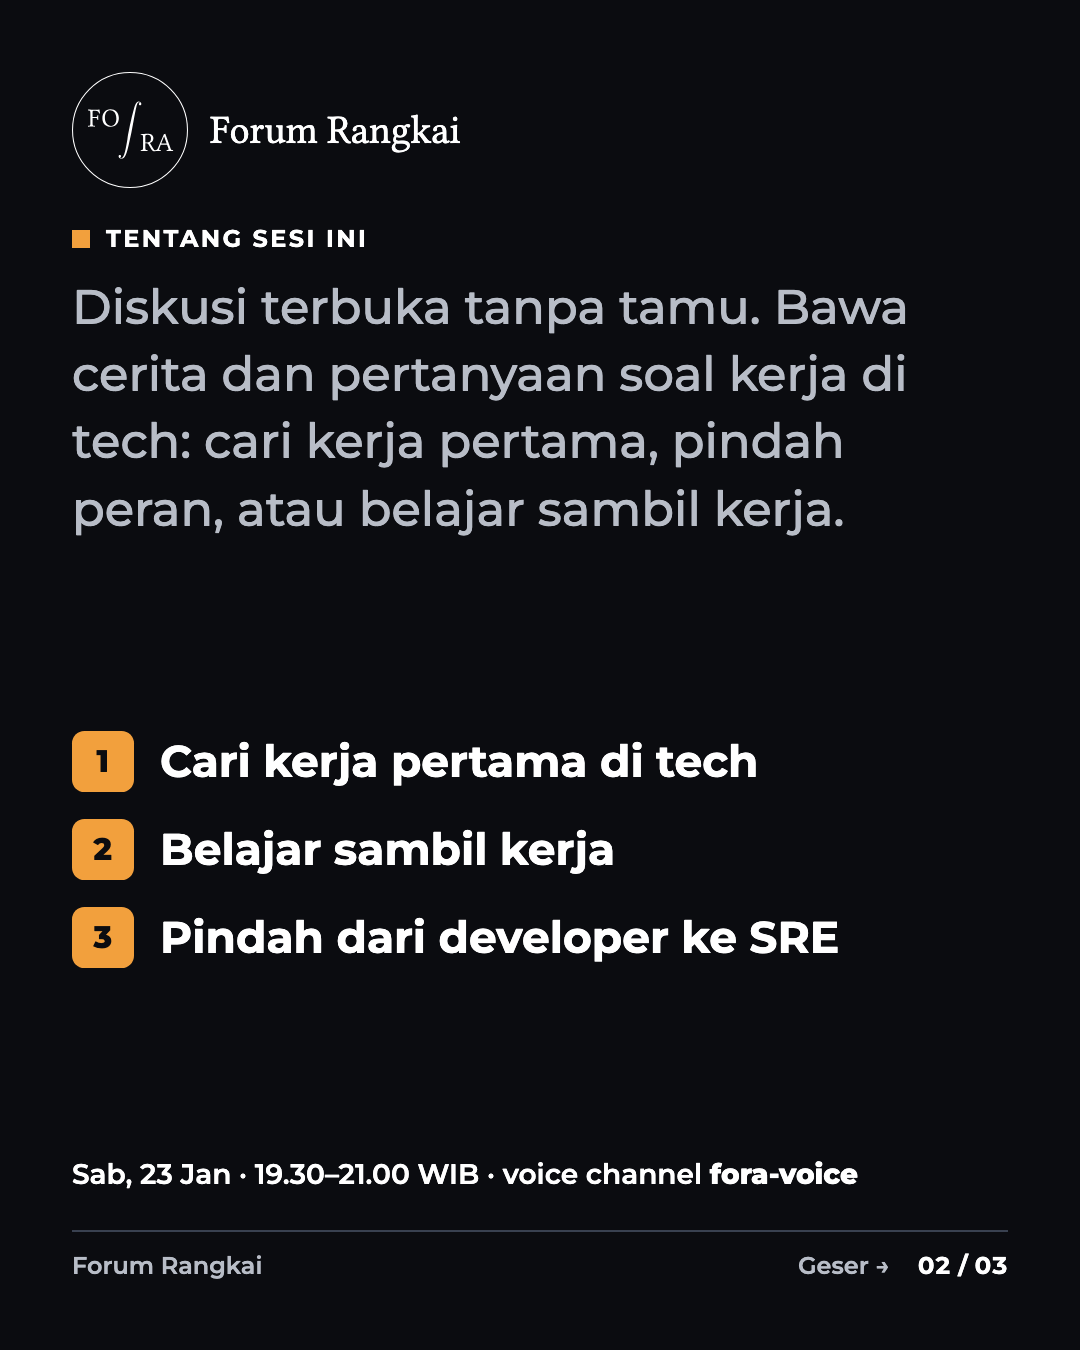 FO
RA
Forum Rangkai
TENTANG SESI INI
Diskusi terbuka tanpa tamu. Bawa
cerita dan pertanyaan soal kerja di
tech: cari kerja pertama, pindah
peran, atau belajar sambil kerja.
1 Cari kerja pertama di tech
2 Belajar sambil kerja
3 Pindah dari developer ke SRE
Sab, 23 Jan · 19.30–21.00 WIB · voice channel fora-voice
Forum Rangkai
Geser → 02 / 03